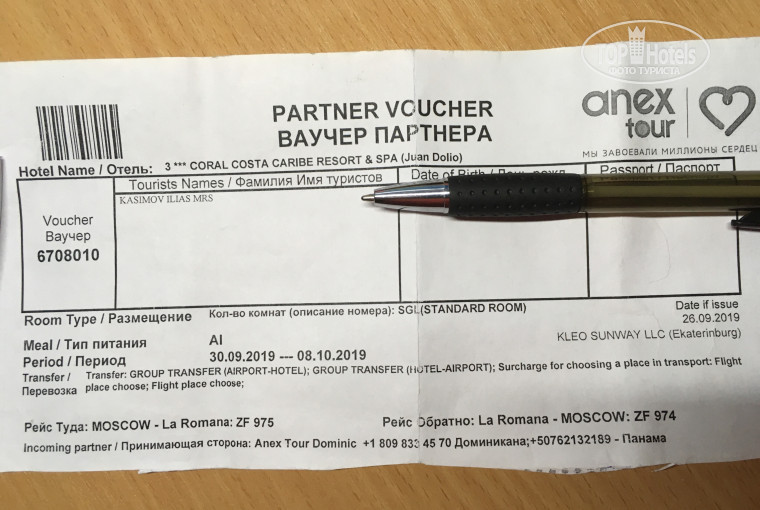 TOP Hotels
ФОТО ТУРИСТА
anex
tour
МЫ ЗАВОЕВАЛИ МИЛЛИОНЫ СЕРДЕЦ
PARTNER VOUCHER
ВАУЧЕР ПАРТНЕРА
Hotel Name / Отель: 3 *** CORAL COSTA CARIBE RESORT & SPA (Juan Dolio)
Tourists Names / Фамилия Имя туристов
Date of Birth / День рожд
Passport / Паспорт
KASIMOV ILIAS MRS
Voucher
Ваучер
6708010
Room Type / Размещение Кол-во комнат (описание номера): SGL(STANDARD ROOM)
Date if issue
26.09.2019
Meal / Тип питания AI
KLEO SUNWAY LLC (Ekaterinburg)
Period / Период 30.09.2019 --- 08.10.2019
Transfer / Перевозка Transfer: GROUP TRANSFER (AIRPORT-HOTEL); GROUP TRANSFER (HOTEL-AIRPORT); Surcharge for choosing a place in transport: Flight
place choose; Flight place choose;
Рейс Туда: MOSCOW - La Romana: ZF 975 Рейс Обратно: La Romana - MOSCOW: ZF 974
Incoming partner / Принимающая сторона: Anex Tour Dominic +1 809 833 45 70 Доминикана;+50762132189 - Панама